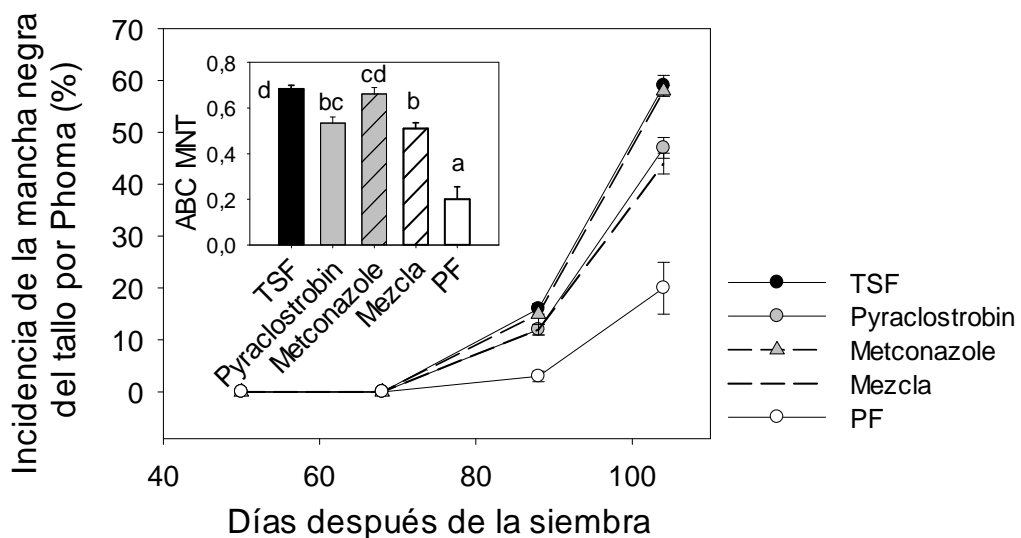 Incidencia de la mancha negra
del tallo por Phoma (%)
70
60
50
40
30
20
10
0
ABC MNT
0,8
0,6
0,4
0,2
0,0
d
bc
cd
b
a
TSF
Pyraclostrobin
Metconazole
Mezcla
PF
40
60
80
100
Días después de la siembra
TSF
Pyraclostrobin
Metconazole
Mezcla
PF